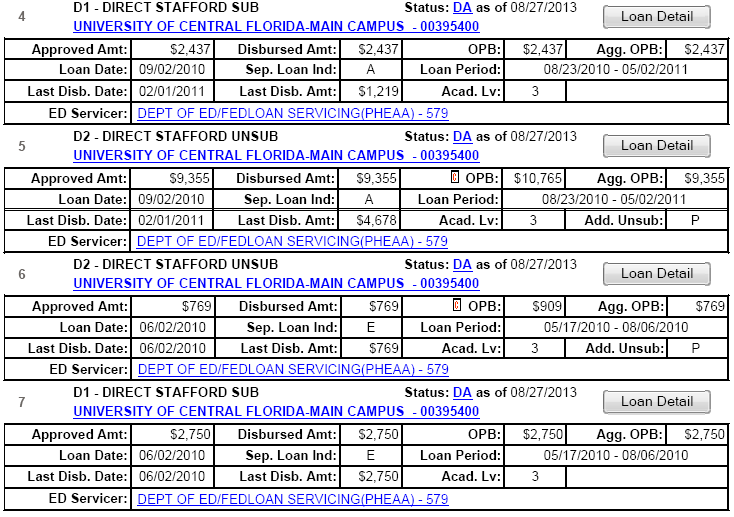 4 D1 - DIRECT STAFFORD SUB Status: DA as of 08/27/2013 Loan Detail
UNIVERSITY OF CENTRAL FLORIDA-MAIN CAMPUS - 00395400
Approved Amt: $2,437 Disbursed Amt: $2,437 OPB: $2,437 Agg. OPB: $2,437
Loan Date: 09/02/2010 Sep. Loan Ind: A Loan Period: 08/23/2010 - 05/02/2011
Last Disb. Date: 02/01/2011 Last Disb. Amt: $1,219 Acad. Lv: 3
ED Servicer: DEPT OF ED/FEDLOAN SERVICING(PHEAA) - 579
5 D2 - DIRECT STAFFORD UNSUB Status: DA as of 08/27/2013 Loan Detail
UNIVERSITY OF CENTRAL FLORIDA-MAIN CAMPUS - 00395400
Approved Amt: $9,355 Disbursed Amt: $9,355 C OPB: $10,765 Agg. OPB: $9,355
Loan Date: 09/02/2010 Sep. Loan Ind: A Loan Period: 08/23/2010 - 05/02/2011
Last Disb. Date: 02/01/2011 Last Disb. Amt: $4,678 Acad. Lv: 3 Add. Unsub: P
ED Servicer: DEPT OF ED/FEDLOAN SERVICING(PHEAA) - 579
6 D2 - DIRECT STAFFORD UNSUB Status: DA as of 08/27/2013 Loan Detail
UNIVERSITY OF CENTRAL FLORIDA-MAIN CAMPUS - 00395400
Approved Amt: $769 Disbursed Amt: $769 C OPB: $909 Agg. OPB: $769
Loan Date: 06/02/2010 Sep. Loan Ind: E Loan Period: 05/17/2010 - 08/06/2010
Last Disb. Date: 06/02/2010 Last Disb. Amt: $769 Acad. Lv: 3 Add. Unsub: P
ED Servicer: DEPT OF ED/FEDLOAN SERVICING(PHEAA) - 579
7 D1 - DIRECT STAFFORD SUB Status: DA as of 08/27/2013 Loan Detail
UNIVERSITY OF CENTRAL FLORIDA-MAIN CAMPUS - 00395400
Approved Amt: $2,750 Disbursed Amt: $2,750 OPB: $2,750 Agg. OPB: $2,750
Loan Date: 06/02/2010 Sep. Loan Ind: E Loan Period: 05/17/2010 - 08/06/2010
Last Disb. Date: 06/02/2010 Last Disb. Amt: $2,750 Acad. Lv: 3
ED Servicer: DEPT OF ED/FEDLOAN SERVICING(PHEAA) - 579